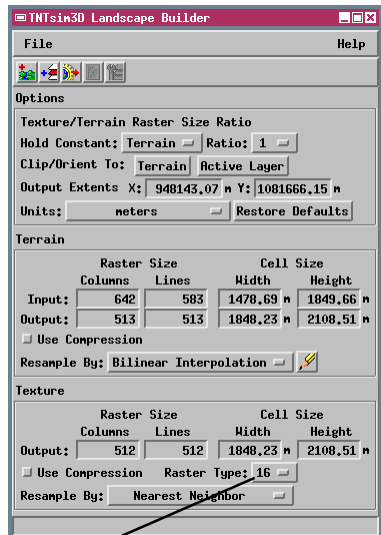 TNTsim3D Landscape Builder
File Help
Options
Texture/Terrain Raster Size Ratio
Hold Constant: Terrain Ratio: 1
Clip/Orient To: Terrain Active Layer
Output Extents X: 948143.07 m Y: 1081666.15 m
Units: meters Restore Defaults
Terrain
Raster Size Cell Size
Columns Lines Width Height
Input: 642 583 1478.69 m 1849.66 m
Output: 513 513 1848.23 m 2108.51 m
Use Compression
Resample By: Bilinear Interpolation
Texture
Raster Size Cell Size
Columns Lines Width Height
Output: 512 512 1848.23 m 2108.51 m
Use Compression Raster Type: 16
Resample By: Nearest Neighbor